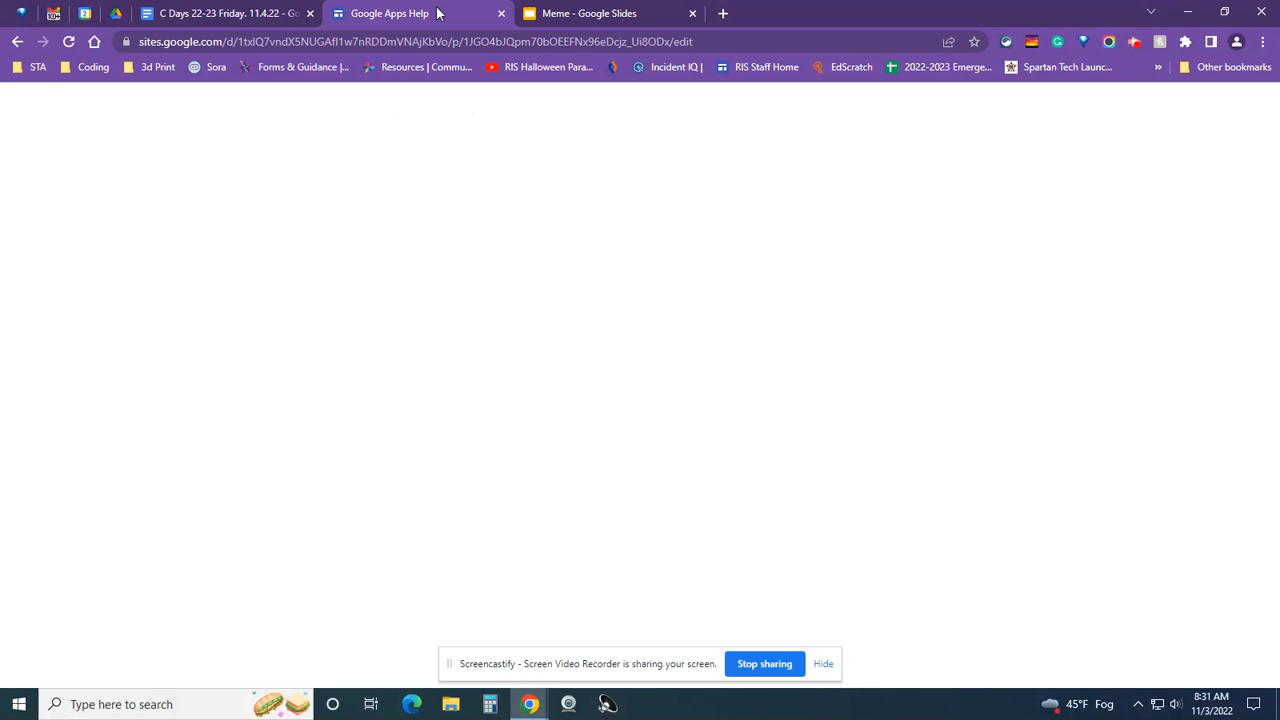 C Days 22-23 Friday. 11.4.22 - Go
Google Apps Help
Meme - Google Slides
sites.google.com/d/1txlQ7vndX5NUGAfl1w7nRDDmVNAjKbVo/p/1JGO4bJQpm70bOEEFNx96eDcjz_Ui8ODx/edit
STA
Coding
3d Print
Sora
Forms & Guidance |...
Resources | Commu...
RIS Halloween Para...
Incident IQ |
RIS Staff Home
EdScratch
2022-2023 Emerge...
Spartan Tech Launc...
»
Other bookmarks
Screencastify - Screen Video Recorder is sharing your screen.
Stop sharing
Hide
Type here to search
45°F Fog
8:31 AM
11/3/2022